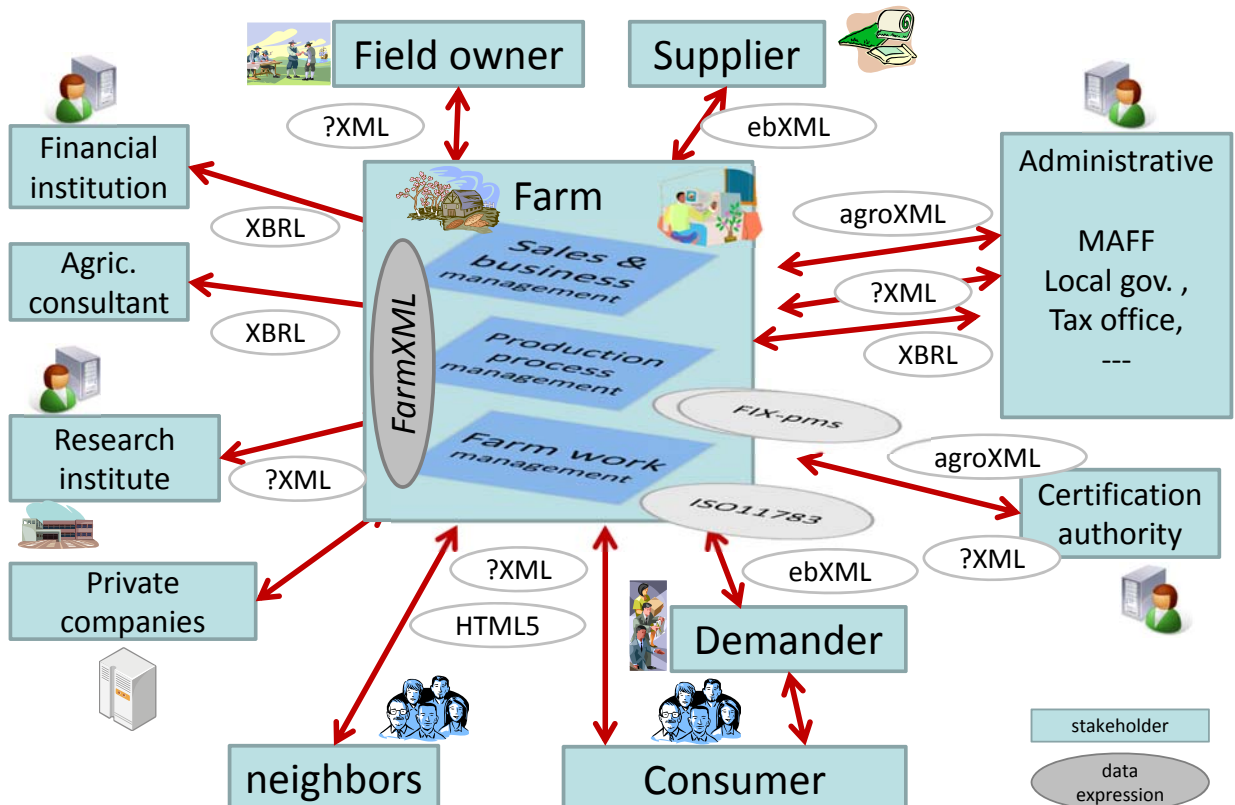 Field owner
Supplier
?XML
ebXML
Financial
institution
XBRL
Agric.
consultant
XBRL
Research
institute
?XML
Private
companies
Farm
FarmXML
Sales &
business
management
Production
process
management
Farm work
management
FIX-pms
ISO11783
agroXML
?XML
XBRL
Administrative
MAFF
Local gov. ,
Tax office,
---
agroXML
?XML
Certification
authority
?XML
HTML5
ebXML
Demander
neighbors
Consumer
stakeholder
data
expression